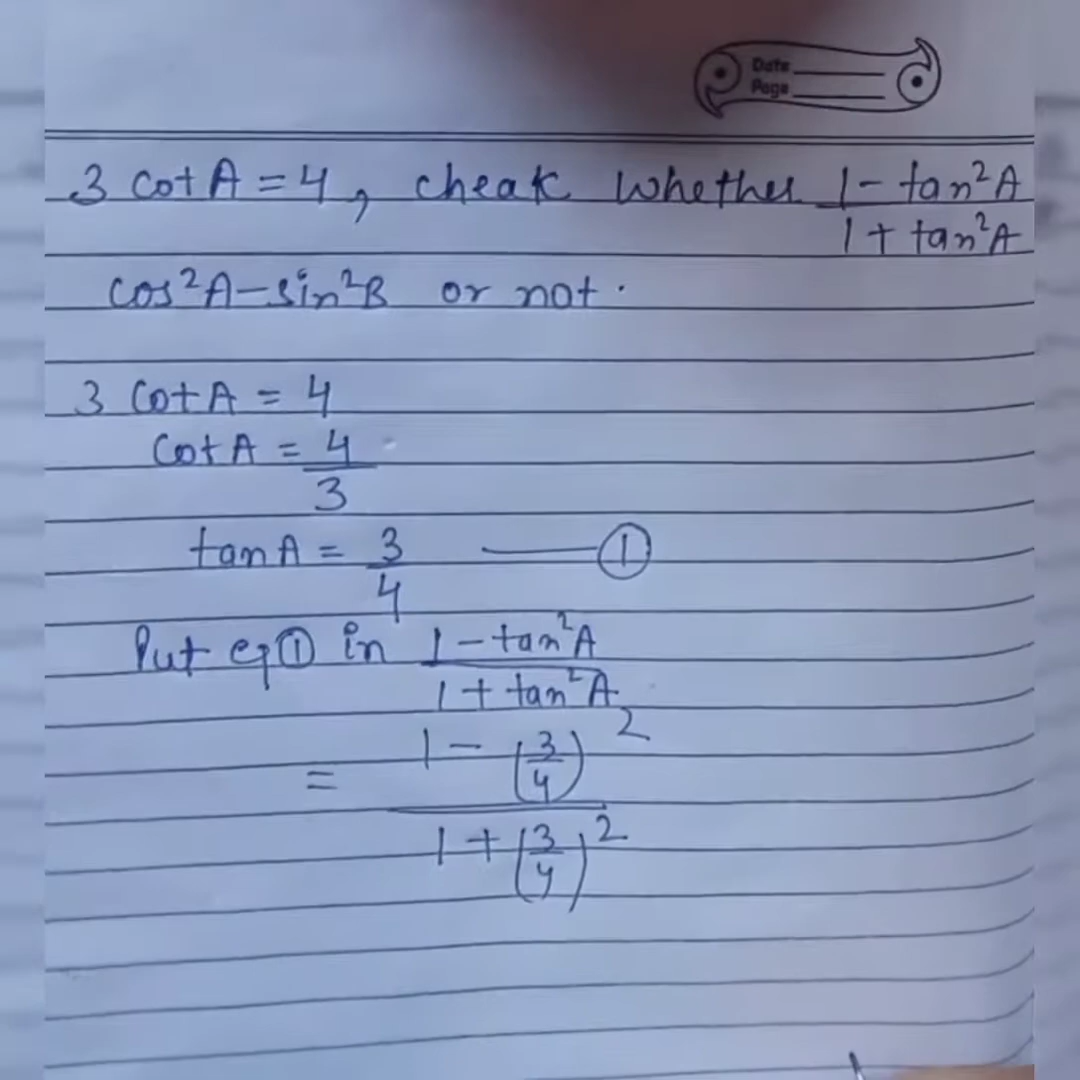 Date
Page
3 cot A = 4, cheak whether 1 - tan²A
1 + tan²A
cos²A - sin²B or not.
3 cot A = 4
cot A = 4
3
tan A = 3 —— ①
4
Put eq ① in 1 - tan²A
1 + tan²A
= 1 - (3/4)²
1 + (3/4)²